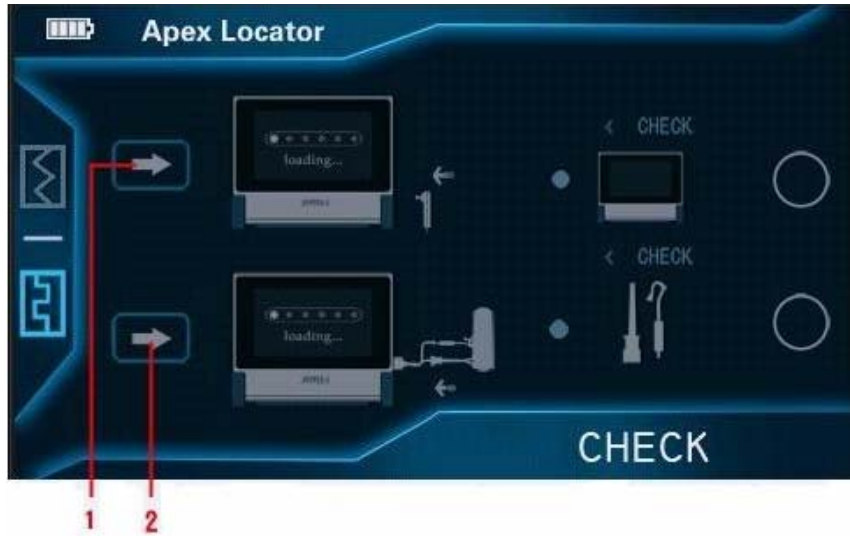 Apex Locator
< CHECK
loading...
< CHECK
loading...
CHECK
1 2